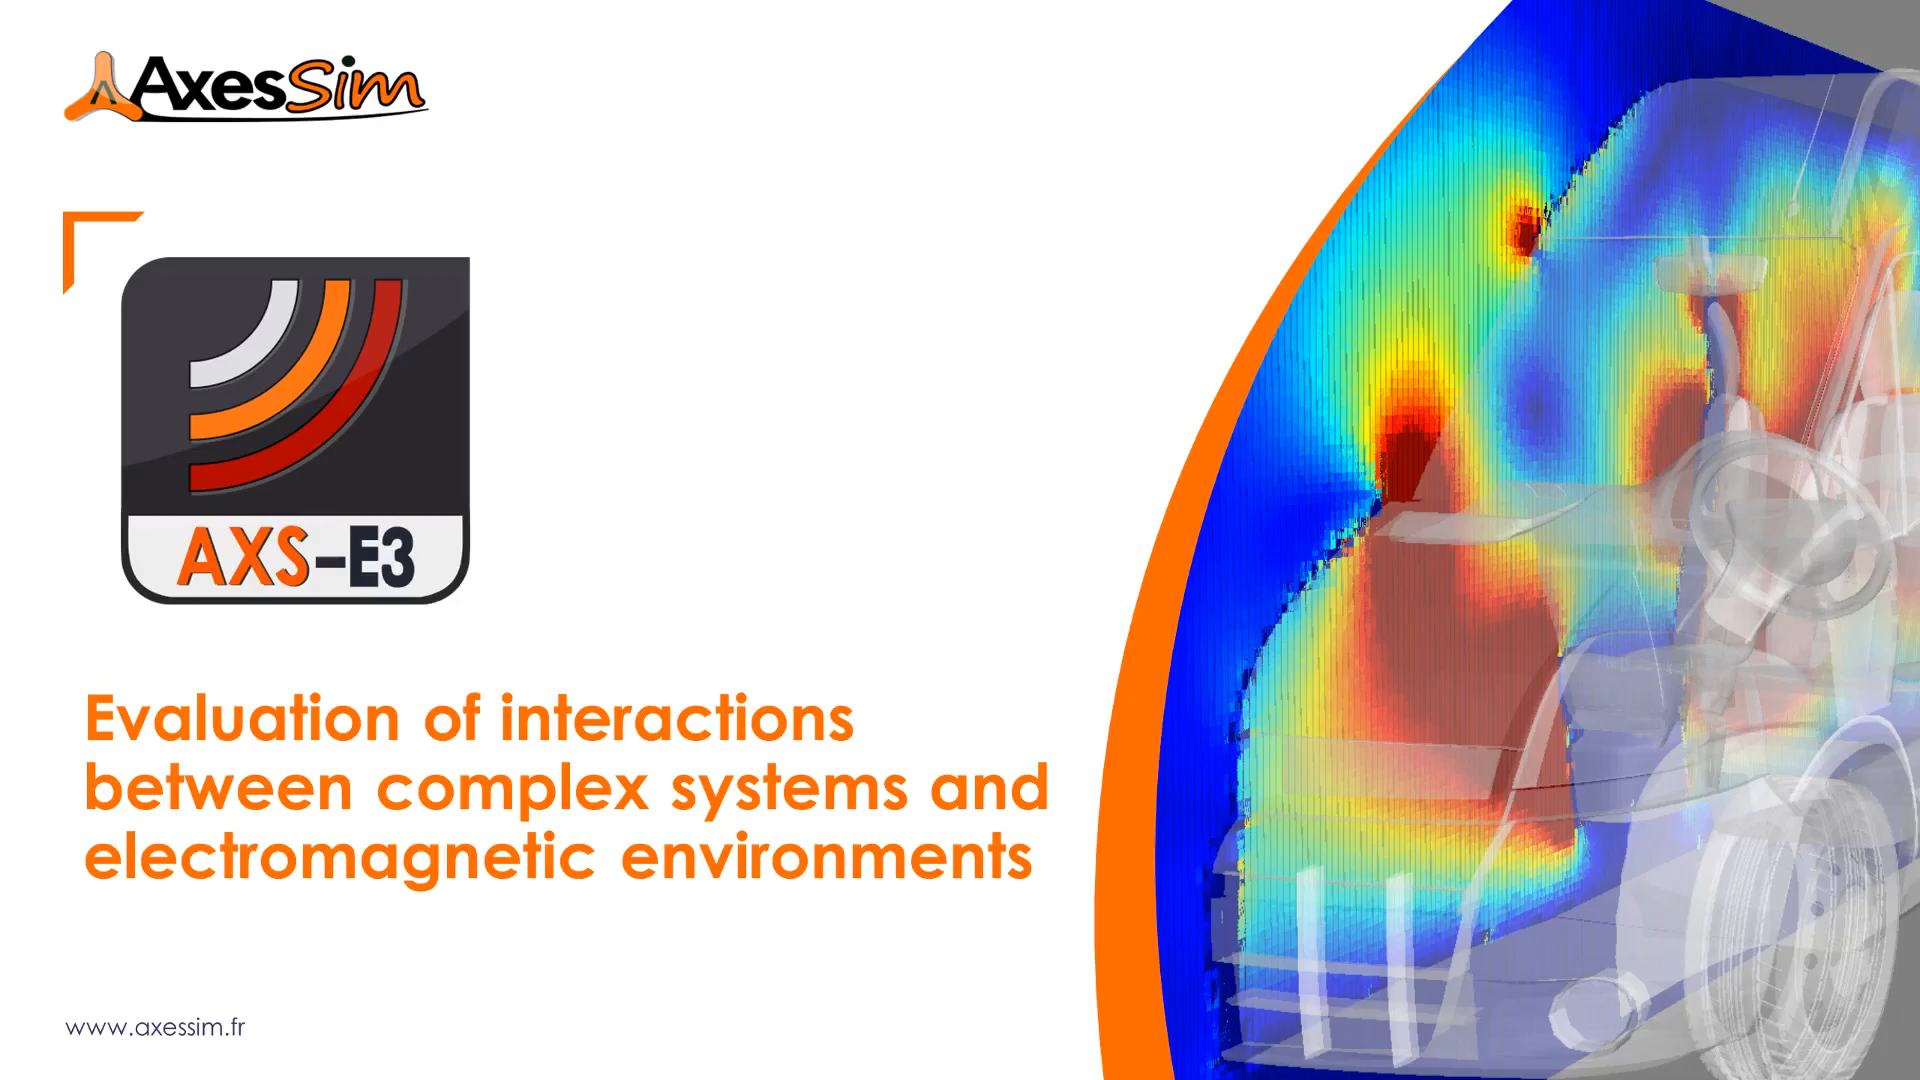 AxesSim
AXS-E3
Evaluation of interactions
between complex systems and
electromagnetic environments
www.axessim.fr